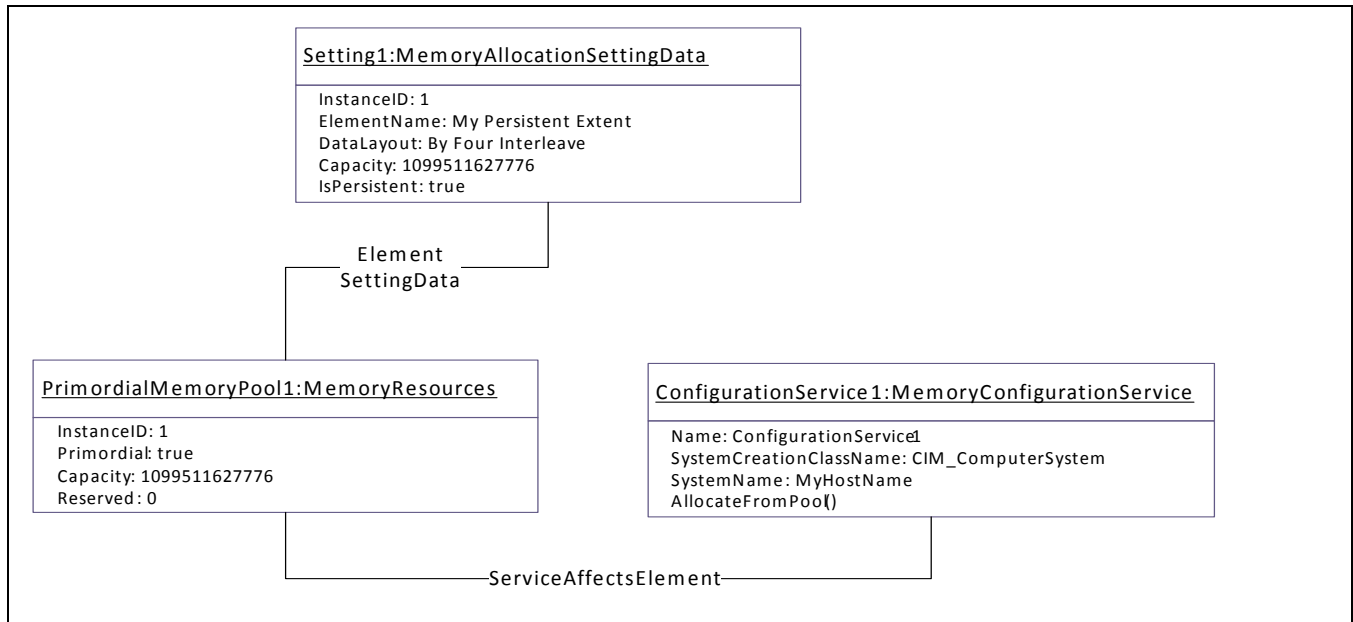 Setting1:MemoryAllocationSettingData
InstanceID: 1
ElementName: My Persistent Extent
DataLayout: By Four Interleave
Capacity: 1099511627776
IsPersistent: true
Element
SettingData
PrimordialMemoryPool1:MemoryResources
InstanceID: 1
Primordial: true
Capacity: 1099511627776
Reserved: 0
ConfigurationService1:MemoryConfigurationService
Name: ConfigurationService1
SystemCreationClassName: CIM_ComputerSystem
SystemName: MyHostName
AllocateFromPool()
ServiceAffectsElement